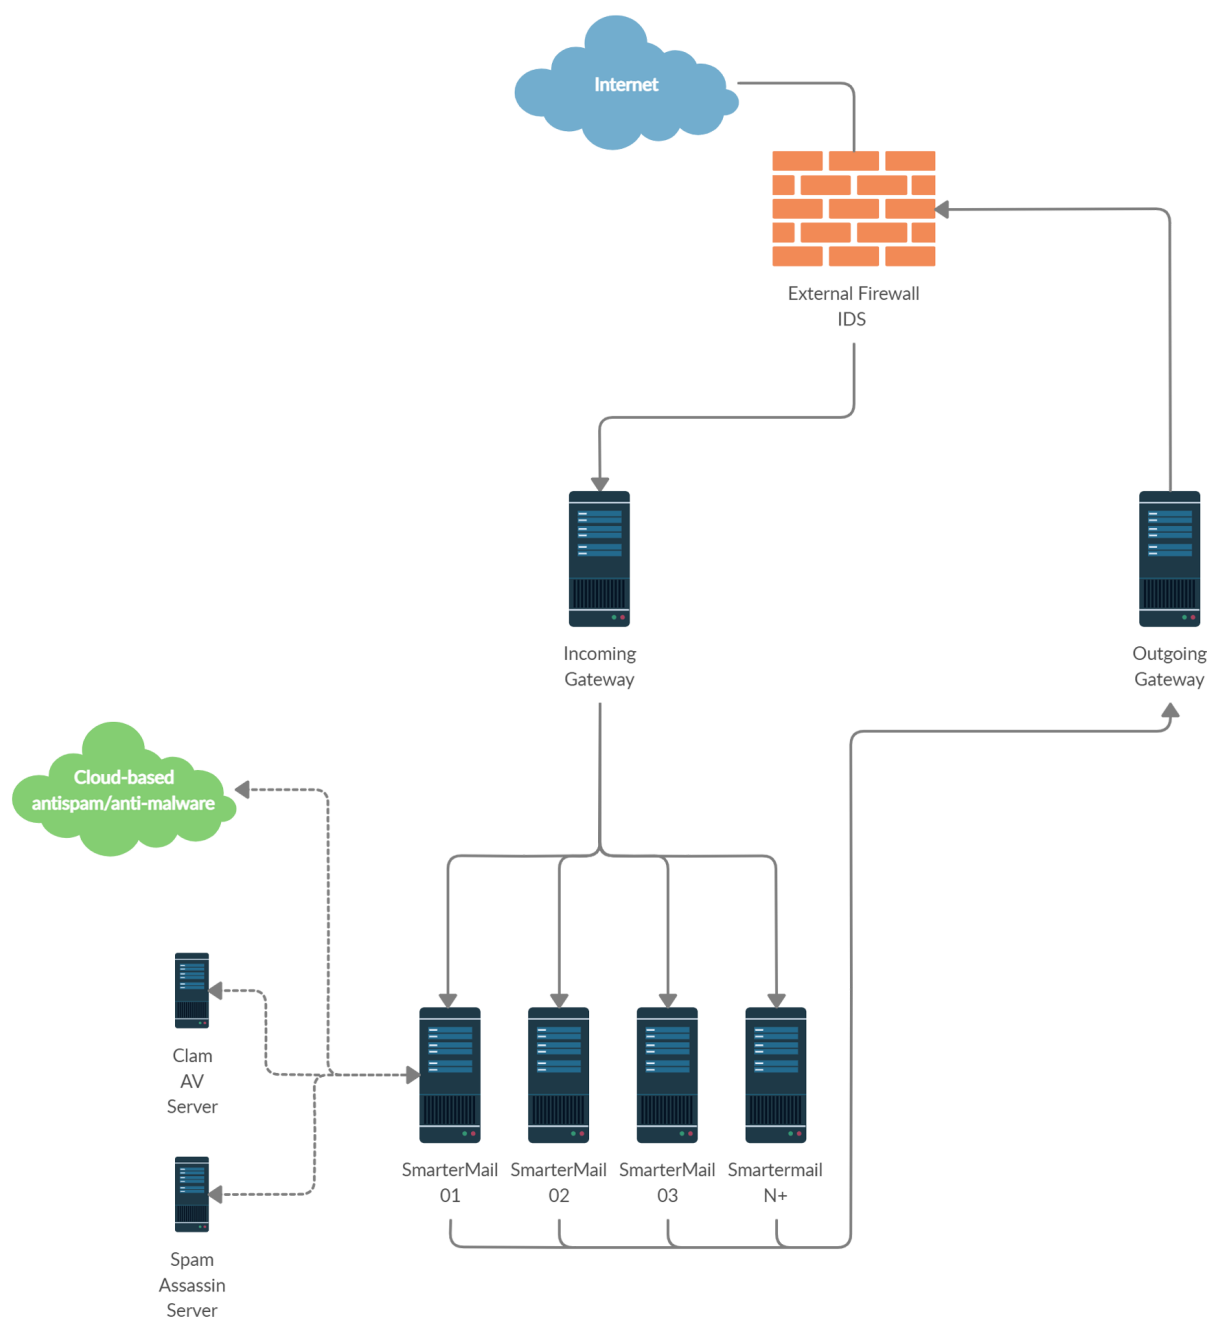 Internet
External Firewall
IDS
Incoming
Gateway
Outgoing
Gateway
Cloud-based
antispam/anti-malware
Clam
AV
Server
SmarterMail
01
SmarterMail
02
SmarterMail
03
Smartermail
N+
Spam
Assassin
Server